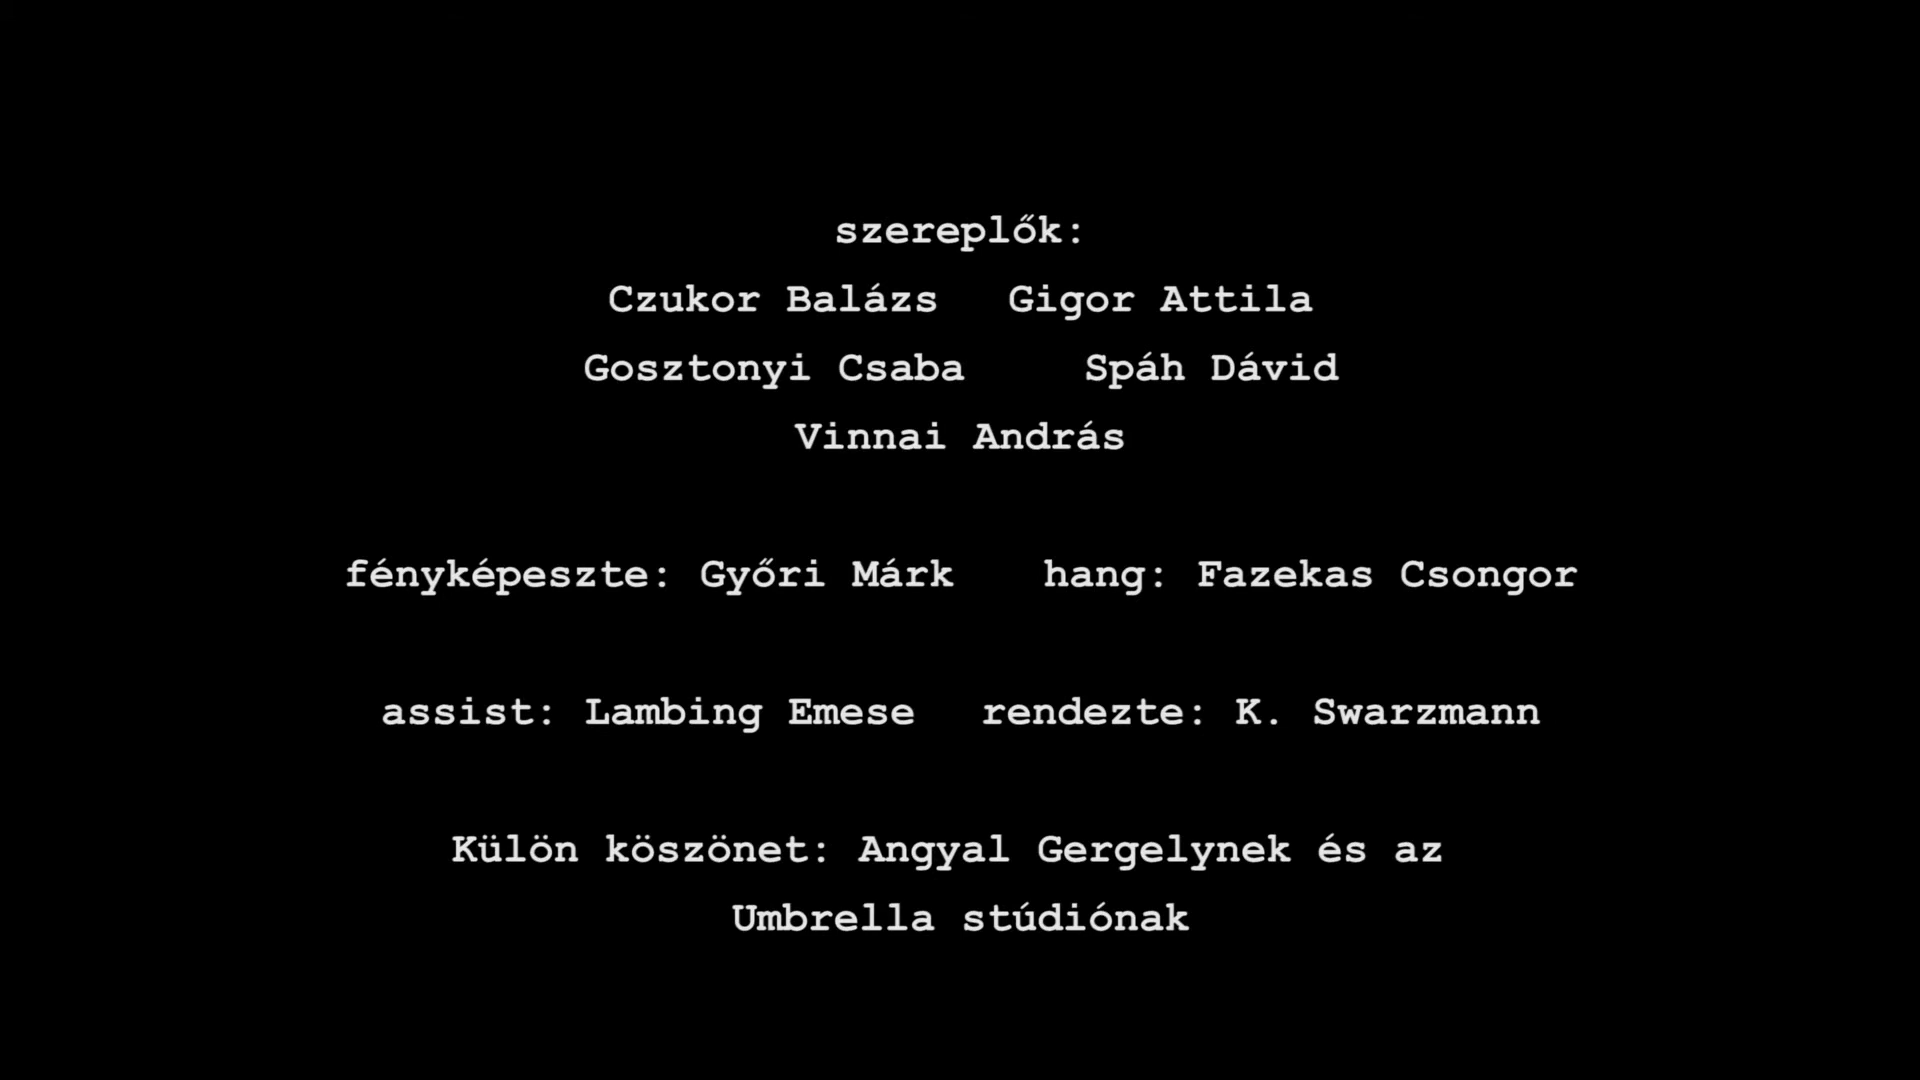 szereplők:
Czukor Balázs Gigor Attila
Gosztonyi Csaba Spáh Dávid
Vinnai András
fényképeszte: Győri Márk hang: Fazekas Csongor
assist: Lambing Emese rendezte: K. Swarzmann
Külön köszönet: Angyal Gergelynek és az
Umbrella stúdiónak